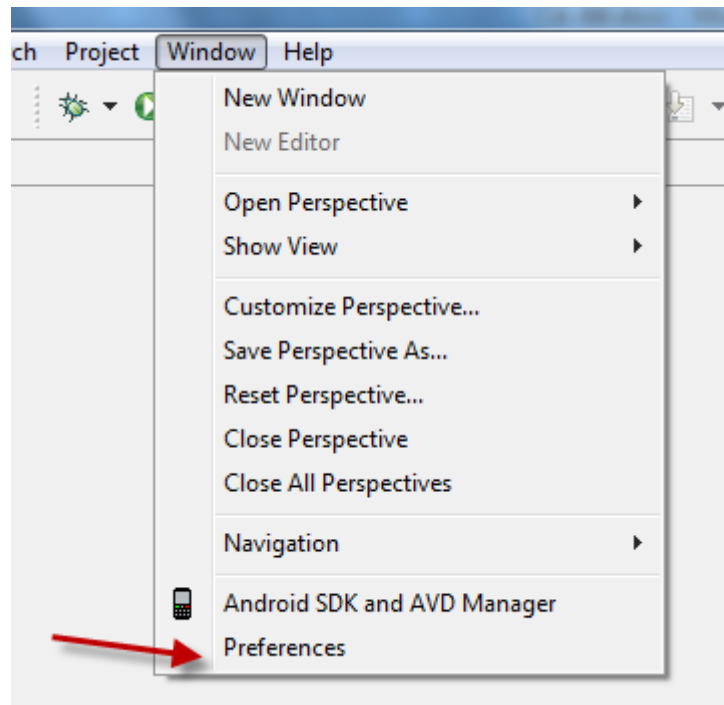 ch Project Window Help
New Window
New Editor
Open Perspective
Show View
Customize Perspective...
Save Perspective As...
Reset Perspective...
Close Perspective
Close All Perspectives
Navigation
Android SDK and AVD Manager
Preferences